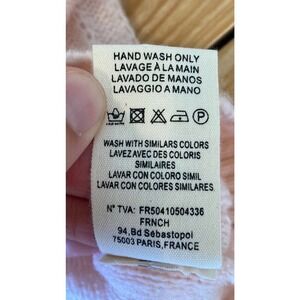 HAND WASH ONLY
LAVAGE À LA MAIN
LAVADO DE MANOS
LAVAGGIO A MANO
P
WASH WITH SIMILARS COLORS
LAVEZ AVEC DES COLORIS
SIMILAIRES
LAVAR CON COLORO SIMIL
LAVAR CON COLORES SIMILARES
N° TVA: FR50410504336
FRNCH
94,Bd Sébastopol
75003 PARIS,FRANCE